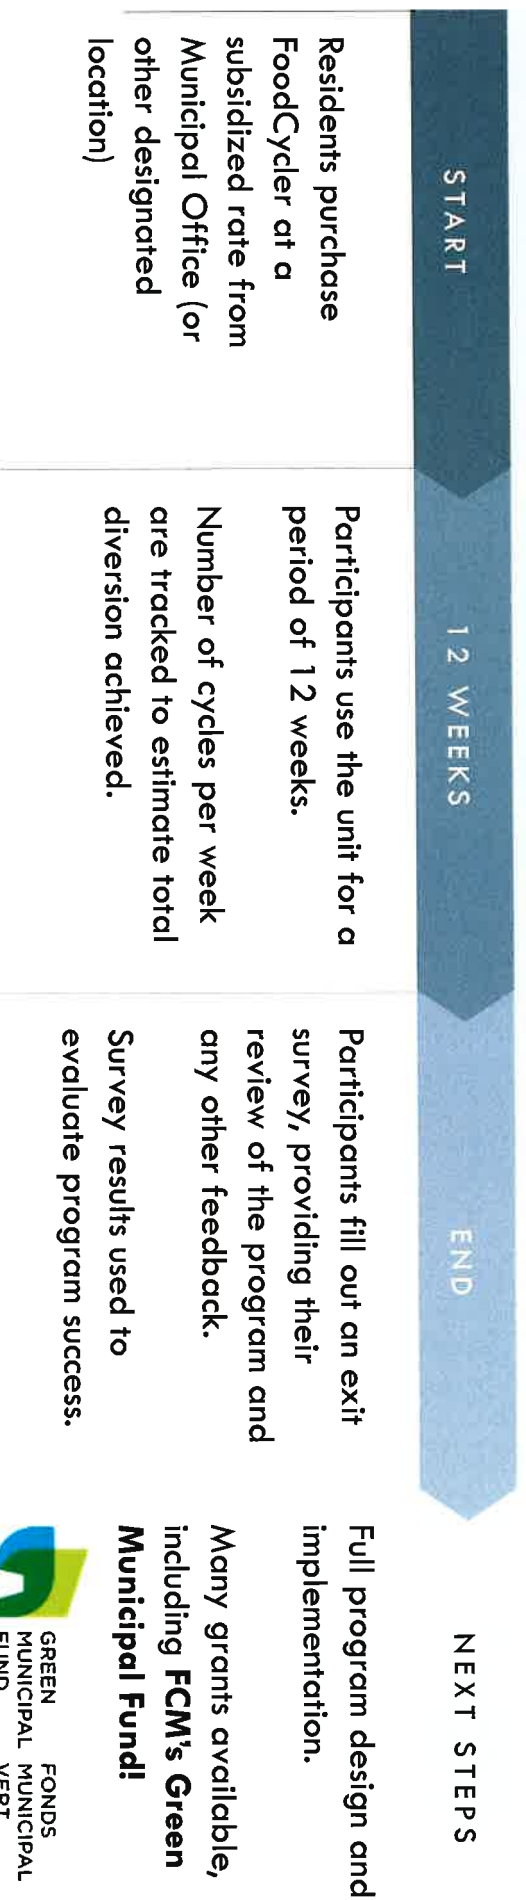 START
Residents purchase
FoodCycler at a
subsidized rate from
Municipal Office (or
other designated
location)
12 WEEKS
Participants use the unit for a
period of 12 weeks.
Number of cycles per week
are tracked to estimate total
diversion achieved.
END
Participants fill out an exit
survey, providing their
review of the program and
any other feedback.
Survey results used to
evaluate program success.
NEXT STEPS
Full program design and
implementation.
Many grants available,
including FCM's Green
Municipal Fund!
GREEN
MUNICIPAL
FUND
FONDS
MUNICIPAL
VERT